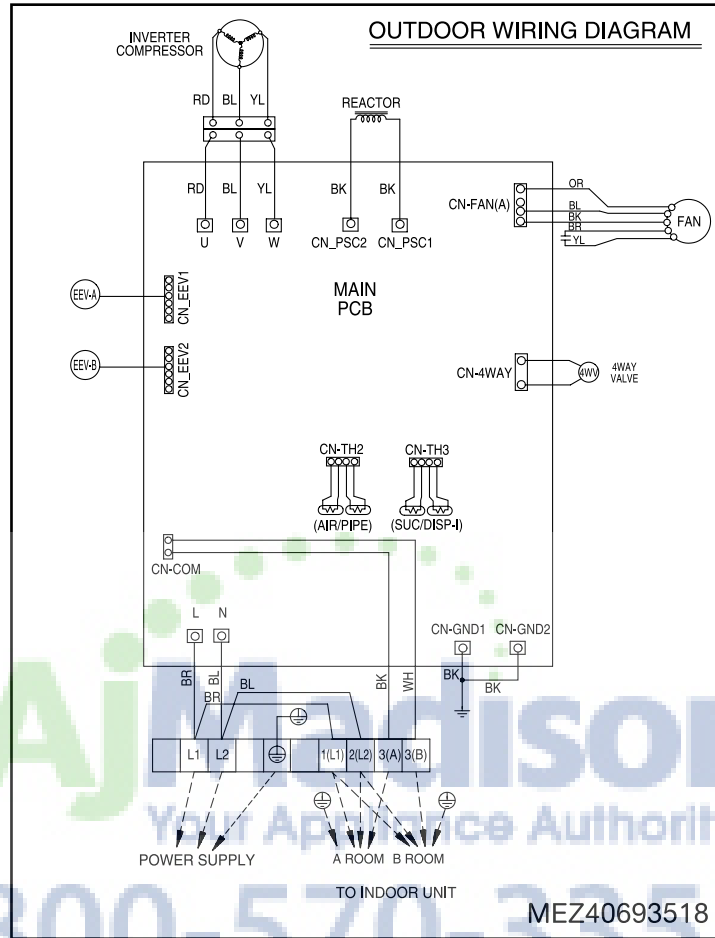 OUTDOOR WIRING DIAGRAM
INVERTER
COMPRESSOR
RD BL YL
REACTOR
RD BL YL
BK BK
U V W
CN_PSC2 CN_PSC1
CN-FAN(A)
OR
BL
BK
BR
YL
FAN
EEV-A
CN_EEV1
MAIN
PCB
EEV-B
CN_EEV2
CN-4WAY
4WV
4WAY
VALVE
CN-TH2
CN-TH3
(AIR/PIPE)
(SUC/DISP-I)
CN-COM
L N
CN-GND1 CN-GND2
BR
BL
BR
BL
BK
WH
BK
BK
L1 L2 1(L1) 2(L2) 3(A) 3(B)
AjMadison
Your Appliance Authority
POWER SUPPLY
A ROOM B ROOM
TO INDOOR UNIT
800-570-335
MEZ40693518